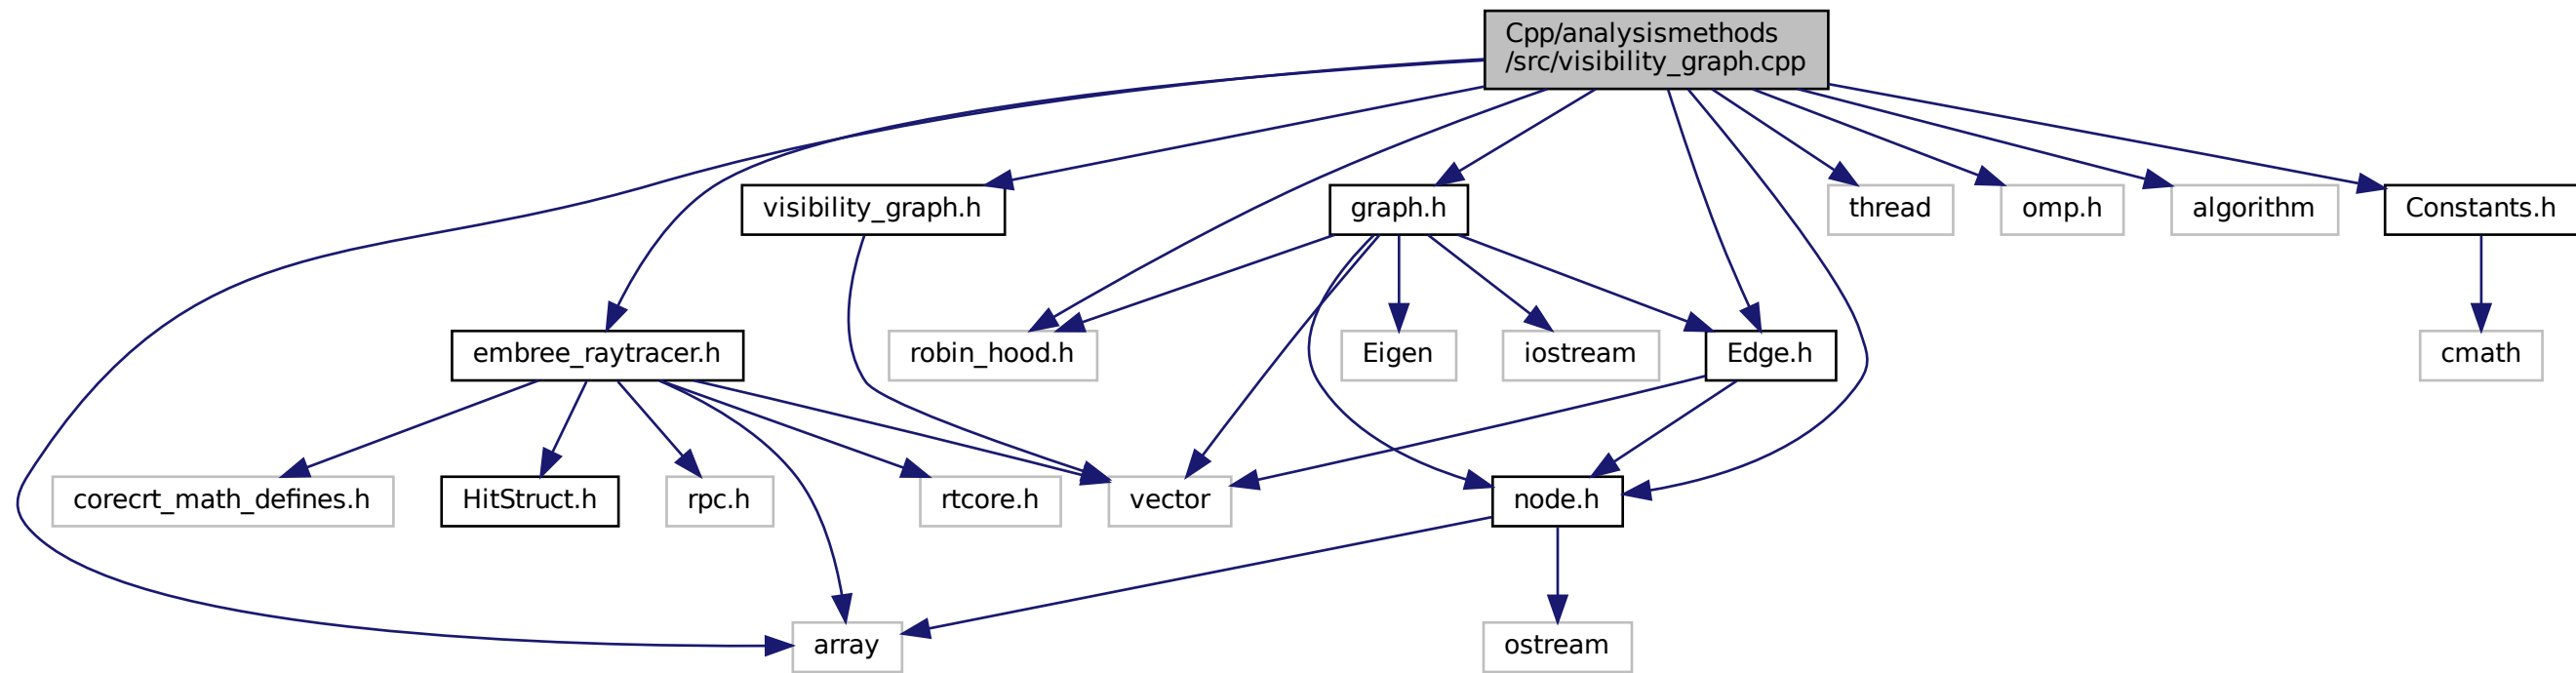 Cpp/analysismethods
/src/visibility_graph.cpp
visibility_graph.h
graph.h
thread
omp.h
algorithm
Constants.h
embree_raytracer.h
robin_hood.h
Eigen
iostream
Edge.h
cmath
corecrt_math_defines.h
HitStruct.h
rpc.h
rtcore.h
vector
node.h
array
ostream